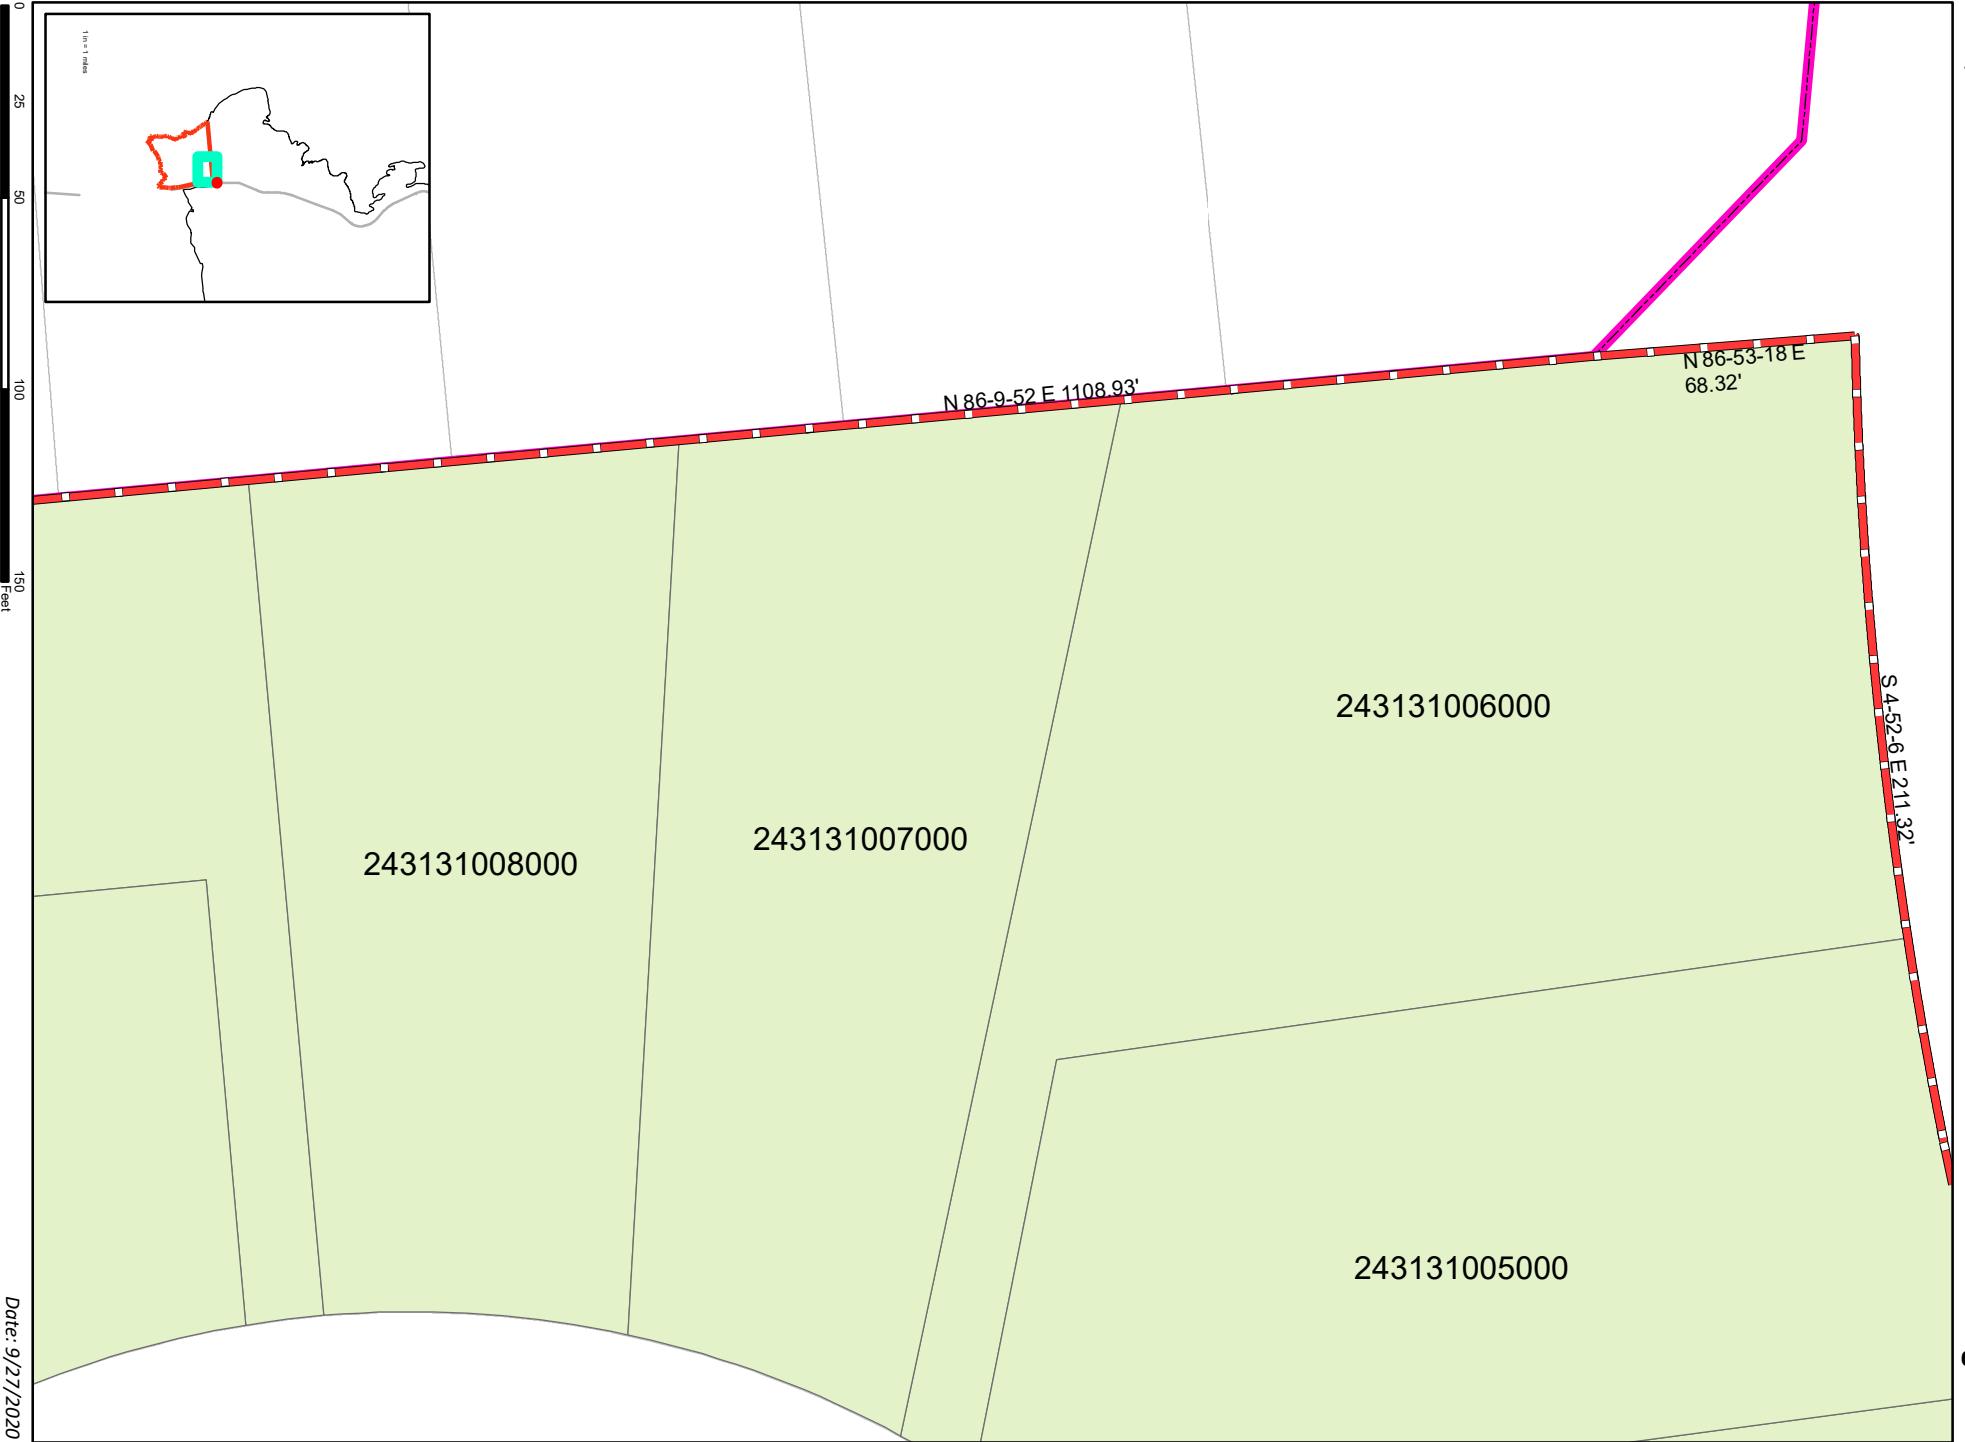 0
25
50
100
150
Feet
1 in = 1 miles
N 86-9-52 E 1108.93'
N 86-53-18 E
68.32'
S 4-52-6 E 211.32'
243131006000
243131007000
243131008000
243131005000
Date: 9/27/2020